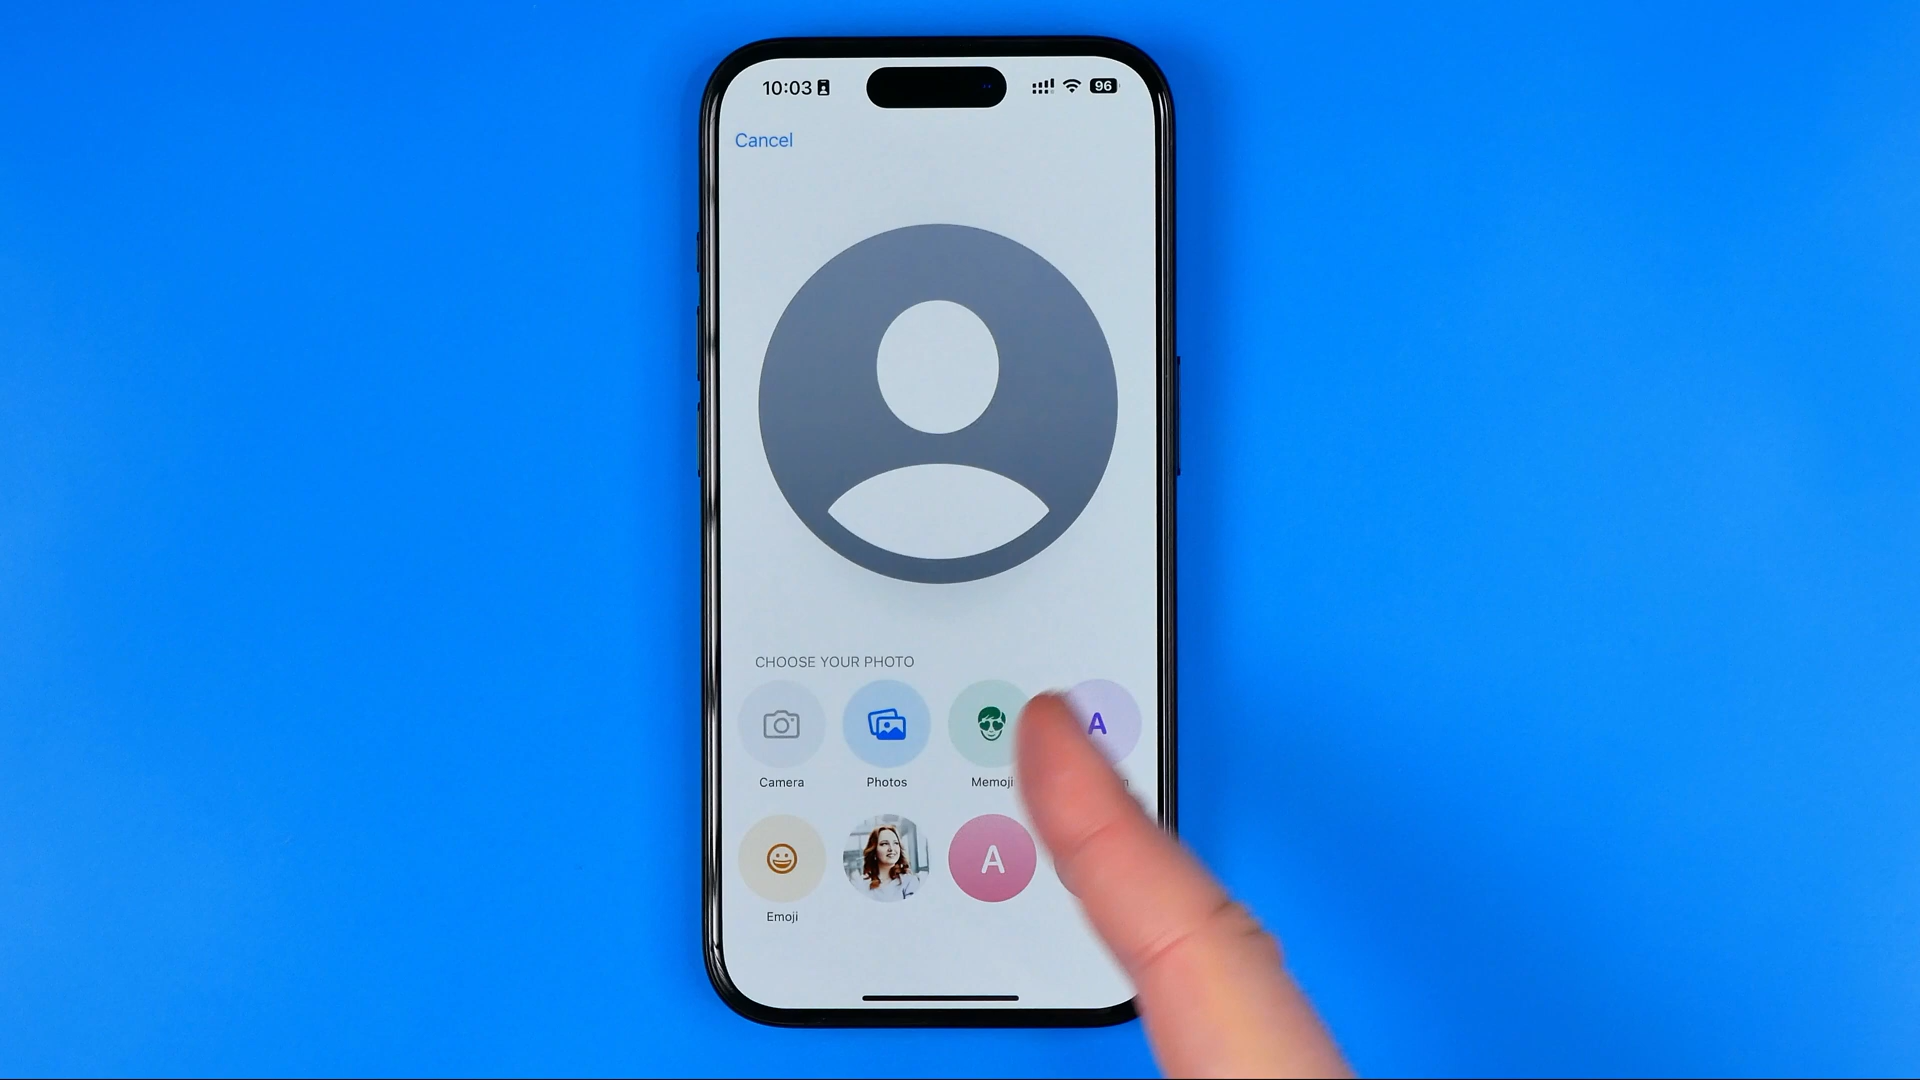 10:03 96
Cancel
CHOOSE YOUR PHOTO
A
Camera Photos Memoji
A
Emoji